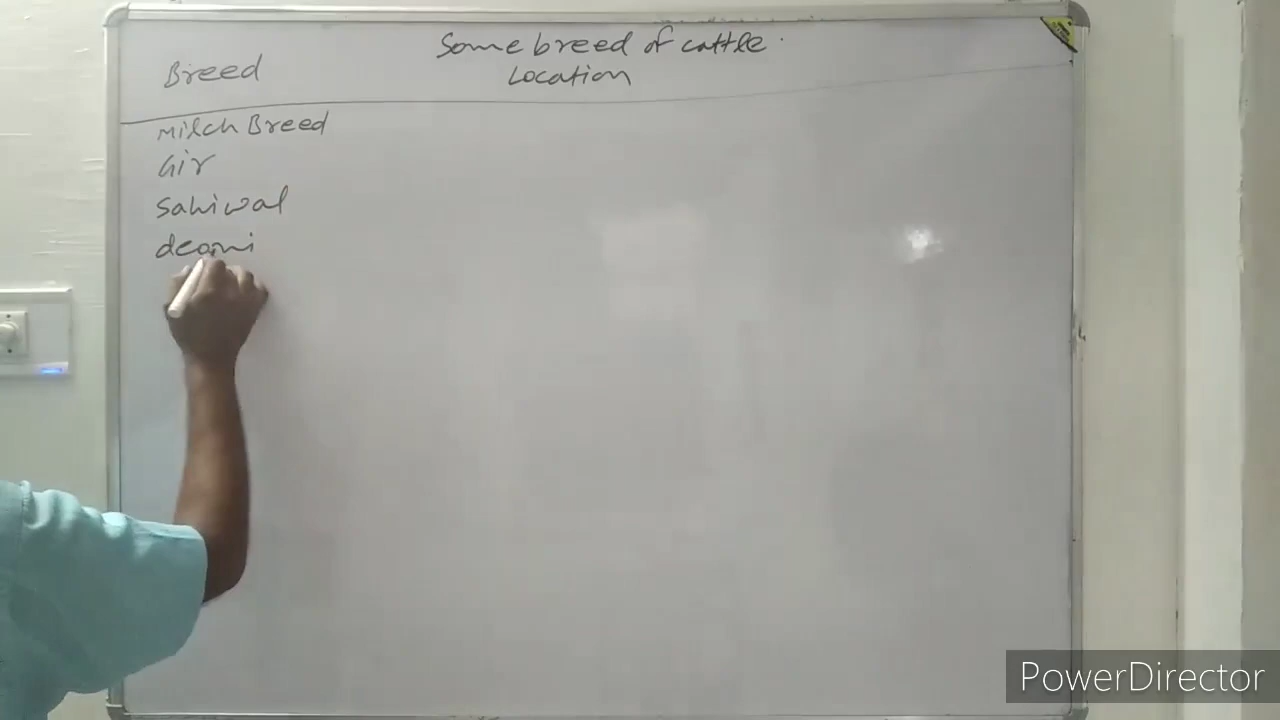 Some breed of cattle
Breed Location
Milch Breed
Gir
Sahiwal
deoni
PowerDirector